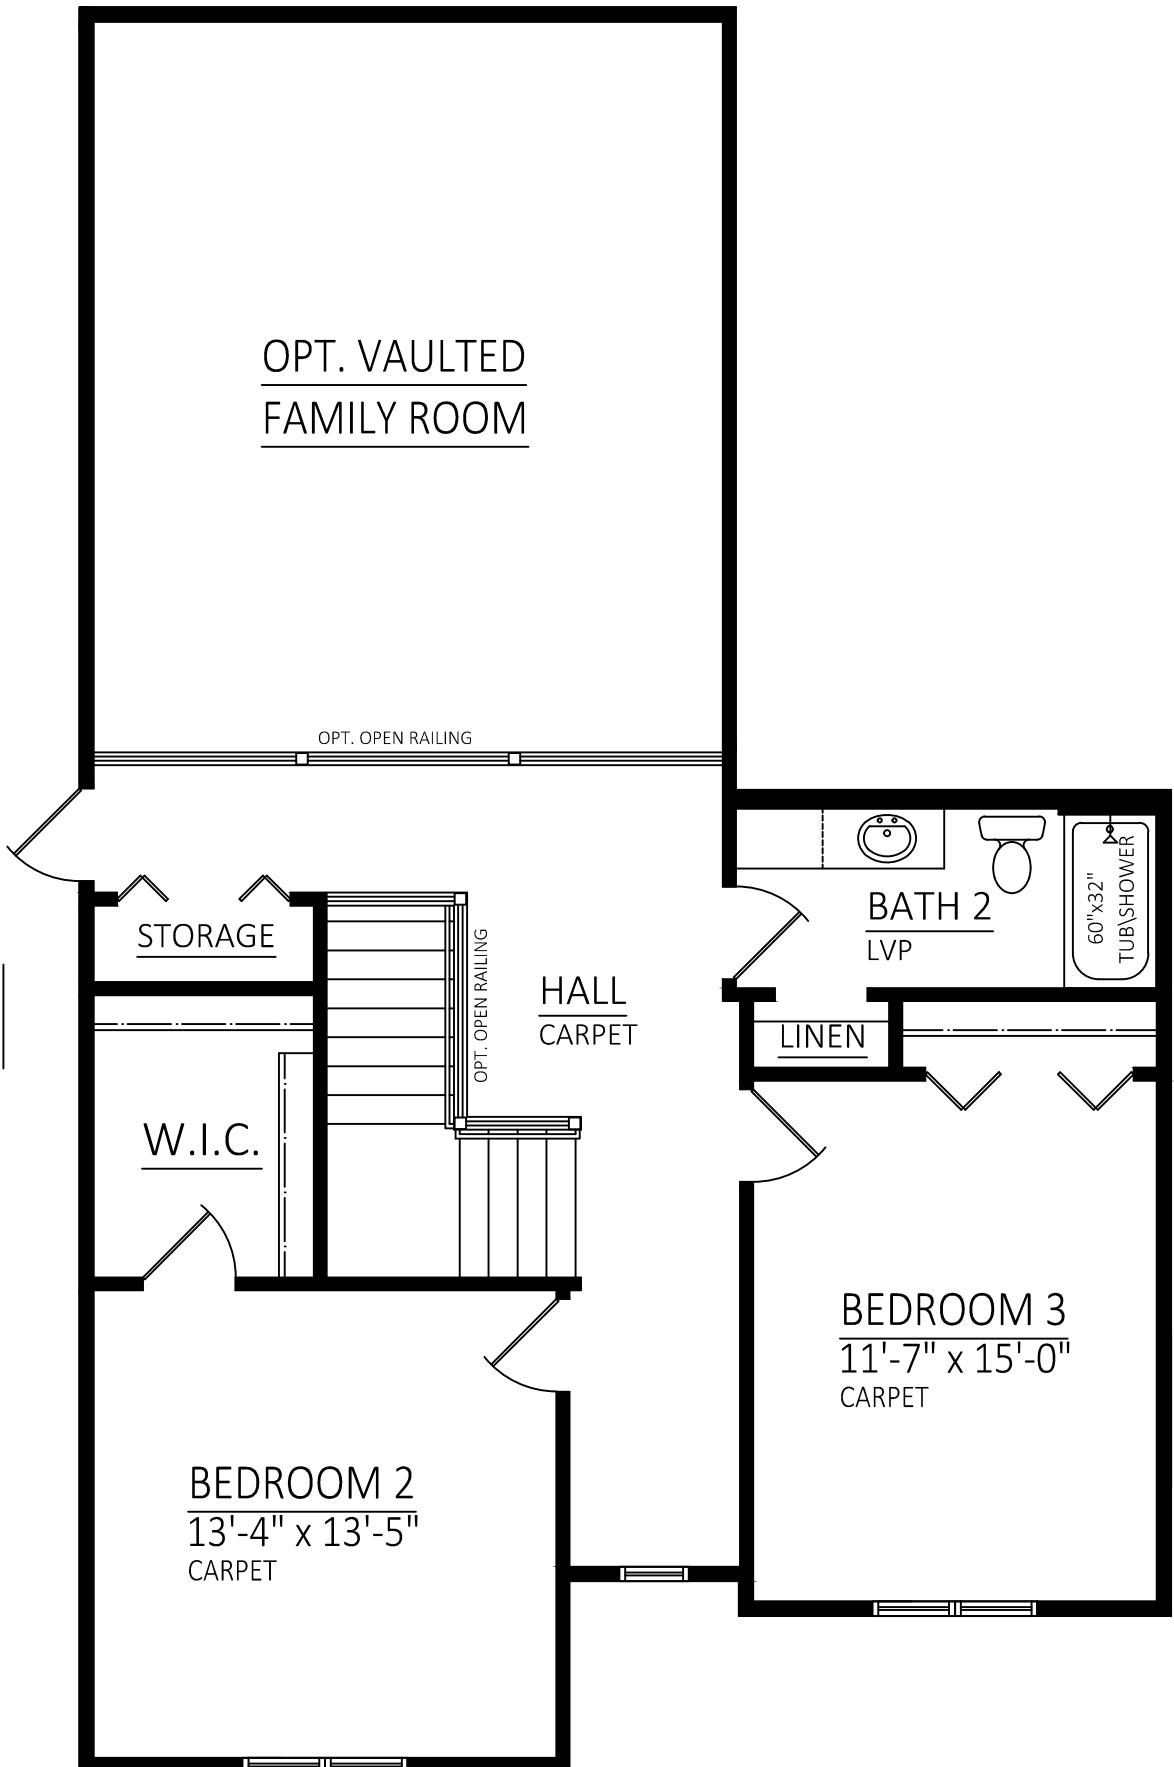 OPT. VAULTED
FAMILY ROOM
OPT. OPEN RAILING
STORAGE
OPT. OPEN RAILING
HALL
CARPET
BATH 2
LVP
60"x32"
TUB\SHOWER
LINEN
W.I.C.
BEDROOM 3
11'-7" x 15'-0"
CARPET
BEDROOM 2
13'-4" x 13'-5"
CARPET